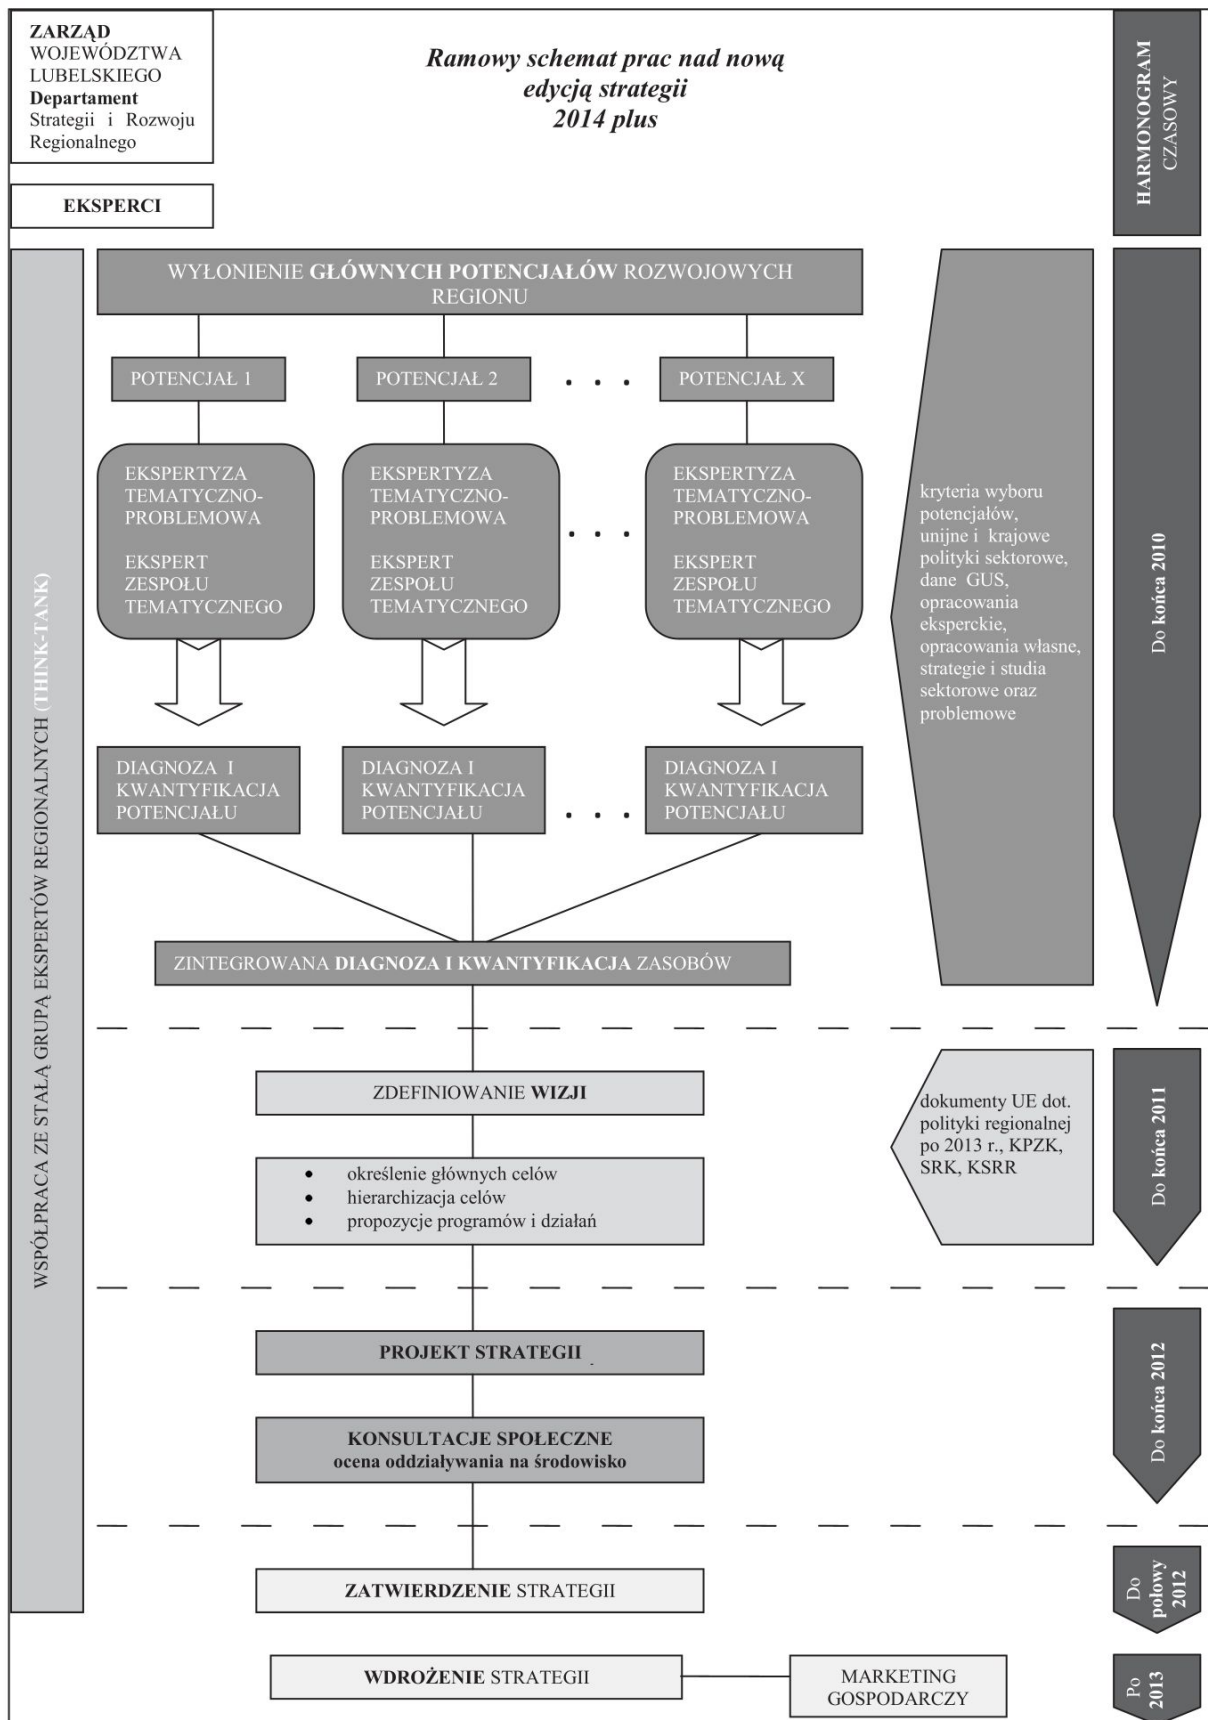 ZARZĄD
WOJEWÓDZTWA
LUBELSKIEGO
Departament
Strategii i Rozwoju
Regionalnego
Ramowy schemat prac nad nową
edycją strategii
2014 plus
HARMONOGRAM
CZASOWY
EKSPERCI
WSPÓŁPRACA ZE STAŁĄ GRUPĄ EKSPERTÓW REGIONALNYCH (THINK-TANK)
WYŁONIENIE GŁÓWNYCH POTENCJAŁÓW ROZWOJOWYCH
REGIONU
POTENCJAŁ 1
POTENCJAŁ 2
. . .
POTENCJAŁ X
EKSPERTYZA
TEMATYCZNO-
PROBLEMOWA
EKSPERT
ZESPOŁU
TEMATYCZNEGO
EKSPERTYZA
TEMATYCZNO-
PROBLEMOWA
EKSPERT
ZESPOŁU
TEMATYCZNEGO
. . .
EKSPERTYZA
TEMATYCZNO-
PROBLEMOWA
EKSPERT
ZESPOŁU
TEMATYCZNEGO
DIAGNOZA I
KWANTYFIKACJA
POTENCJAŁU
DIAGNOZA I
KWANTYFIKACJA
POTENCJAŁU
. . .
DIAGNOZA I
KWANTYFIKACJA
POTENCJAŁU
ZINTEGROWANA DIAGNOZA I KWANTYFIKACJA ZASOBÓW
kryteria wyboru
potencjałów,
unijne i krajowe
polityki sektorowe,
dane GUS,
opracowania
eksperckie,
opracowania własne,
strategie i studia
sektorowe oraz
problemowe
Do końca 2010
ZDEFINIOWANIE WIZJI
• określenie głównych celów
• hierarchizacja celów
• propozycje programów i działań
dokumenty UE dot.
polityki regionalnej
po 2013 r., KPZK,
SRK, KSRR
Do końca 2011
PROJEKT STRATEGII
KONSULTACJE SPOŁECZNE
ocena oddziaływania na środowisko
Do końca 2012
ZATWIERDZENIE STRATEGII
Do
połowy
2012
WDROŻENIE STRATEGII
MARKETING
GOSPODARCZY
Po
2013